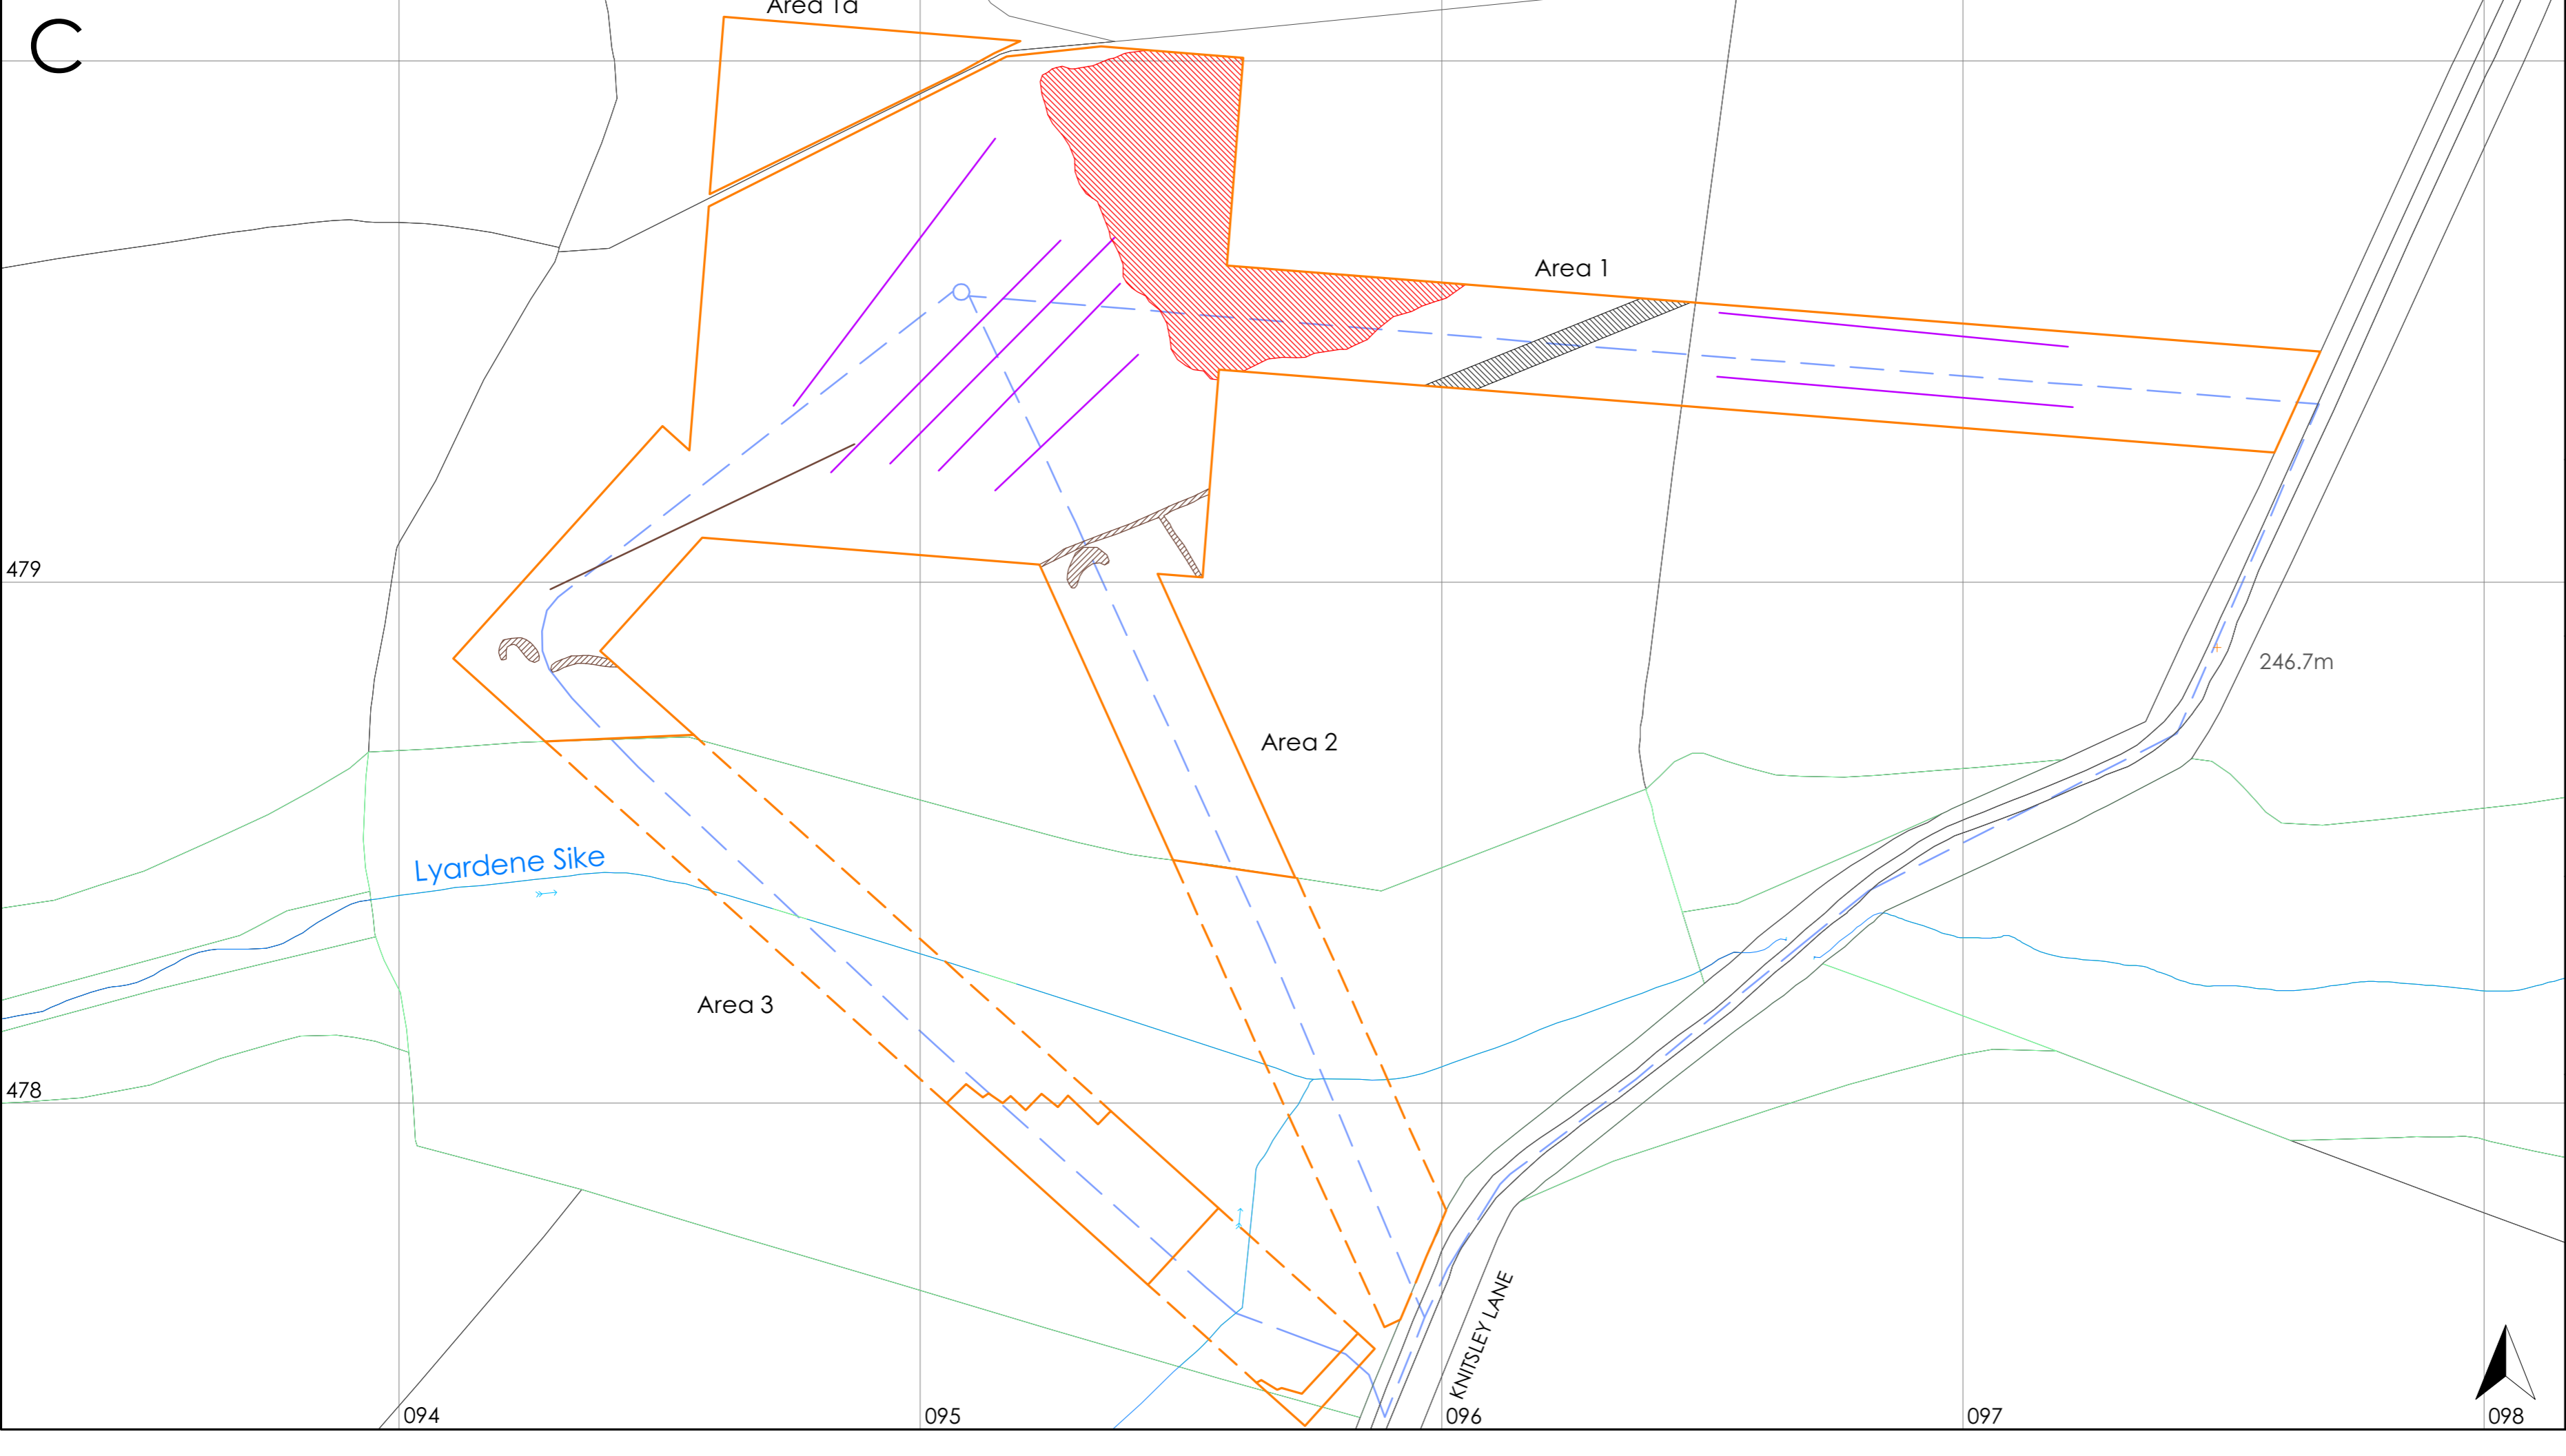 C
Area 1a
Area 1
479
246.7m
Area 2
Lyardene Sike
Area 3
478
KNITSLEY LANE
094
095
096
097
098